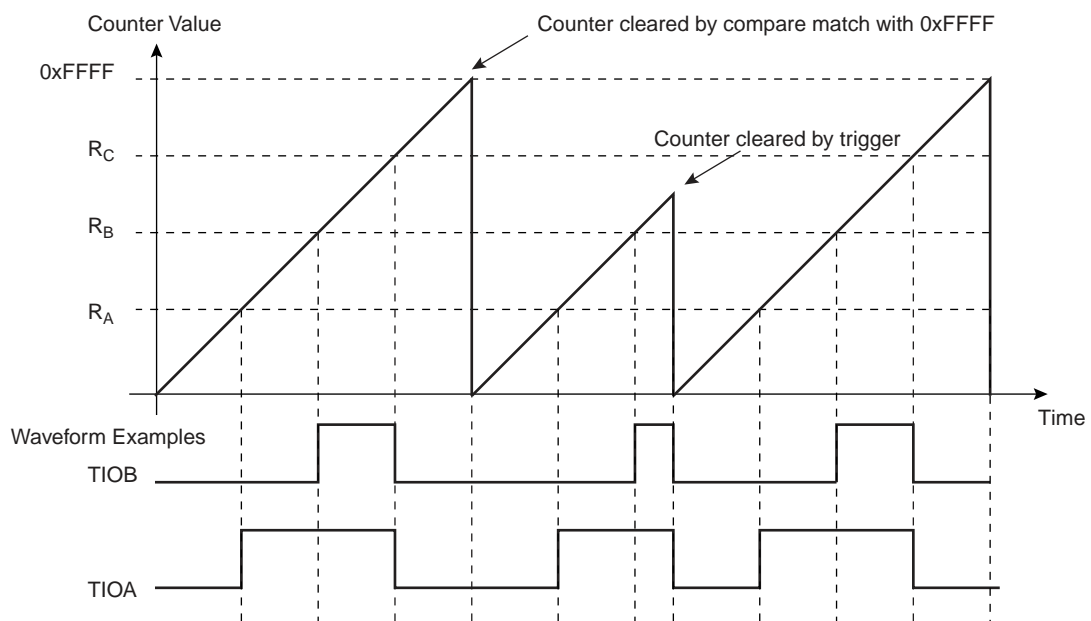 Counter Value
Counter cleared by compare match with 0xFFFF
0xFFFF
RC
Counter cleared by trigger
RB
RA
Time
Waveform Examples
TIOB
TIOA